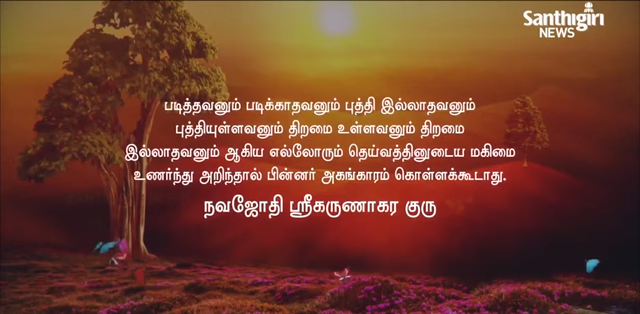 Santhigiri
NEWS
படித்தவனும் படிக்காதவனும் புத்தி இல்லாதவனும்
புத்தியுள்ளவனும் திறமை உள்ளவனும் திறமை
இல்லாதவனும் ஆகிய எல்லோரும் தெய்வத்தினுடைய மகிமை
உணர்ந்து அறிந்தால் பின்னர் அகங்காரம் கொள்ளக்கூடாது.
நவஜோதி ஸ்ரீகருணாகர குரு